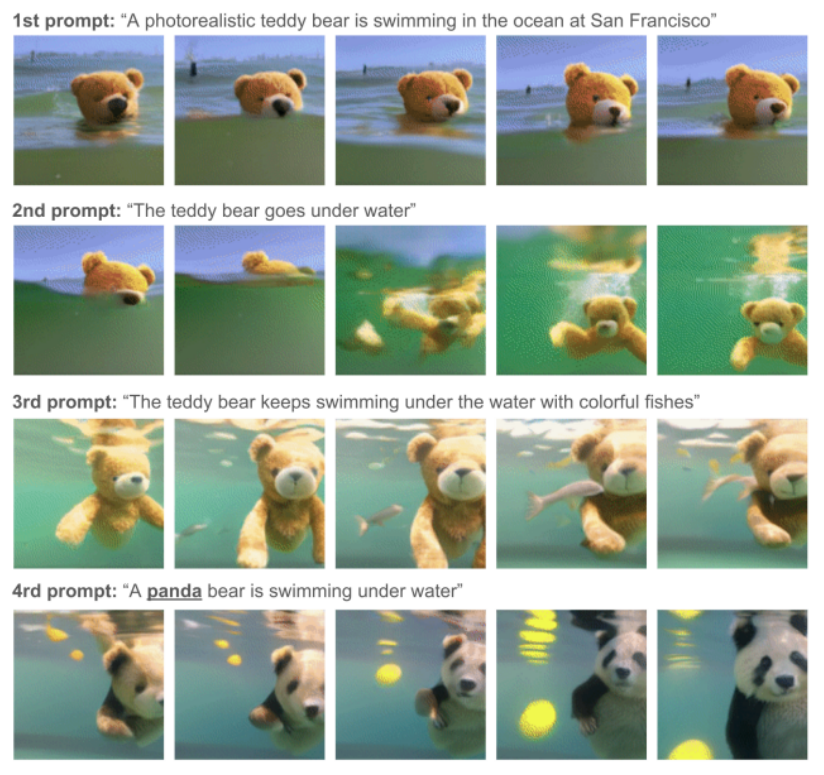 1st prompt: “A photorealistic teddy bear is swimming in the ocean at San Francisco”
2nd prompt: “The teddy bear goes under water”
3rd prompt: “The teddy bear keeps swimming under the water with colorful fishes”
4rd prompt: “A panda bear is swimming under water”